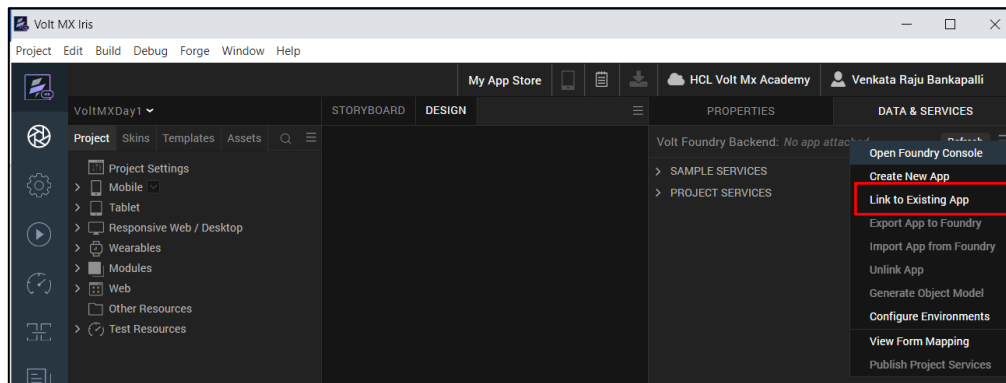 Volt MX Iris
Project Edit Build Debug Forge Window Help
My App Store HCL Volt Mx Academy Venkata Raju Bankapalli
VoltMXDay1 STORYBOARD DESIGN PROPERTIES DATA & SERVICES
Project Skins Templates Assets
Volt Foundry Backend: No app attac Refresh
Project Settings
Mobile
Tablet
Responsive Web / Desktop
Wearables
Modules
Web
Other Resources
Test Resources
SAMPLE SERVICES
PROJECT SERVICES
Open Foundry Console
Create New App
Link to Existing App
Export App to Foundry
Import App from Foundry
Unlink App
Generate Object Model
Configure Environments
View Form Mapping
Publish Project Services